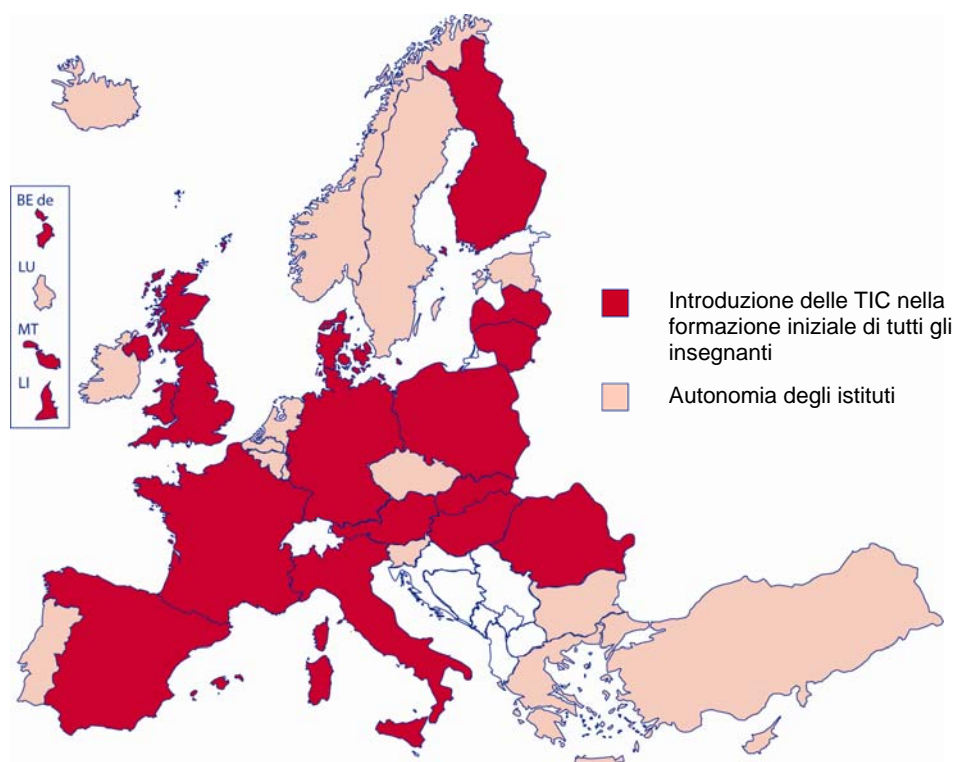 BE de
LU
MT
LI
Introduzione delle TIC nella
formazione iniziale di tutti gli
insegnanti
Autonomia degli istituti